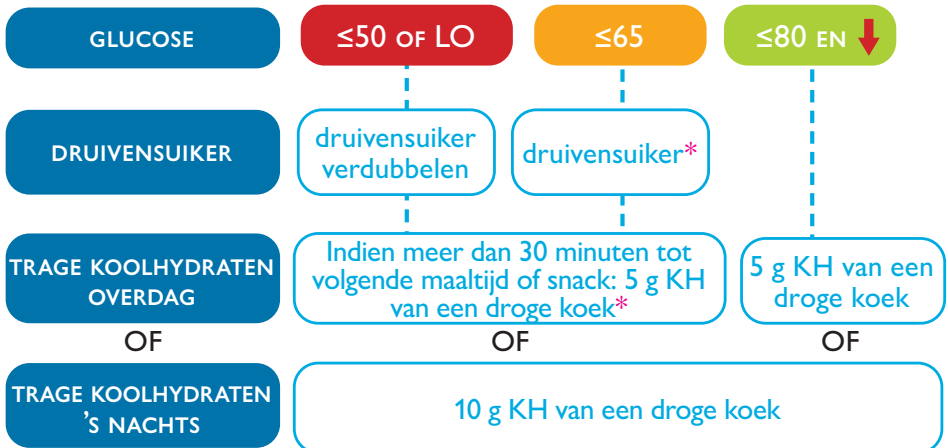 GLUCOSE
≤50 OF LO
≤65
≤80 EN
DRUIVENSUIKER
druivensuiker
verdubbelen
druivensuiker*
TRAGE KOOLHYDRATEN
OVERDAG
Indien meer dan 30 minuten tot
volgende maaltijd of snack: 5 g KH
van een droge koek*
5 g KH van een
droge koek
OF
OF
OF
TRAGE KOOLHYDRATEN
'S NACHTS
10 g KH van een droge koek